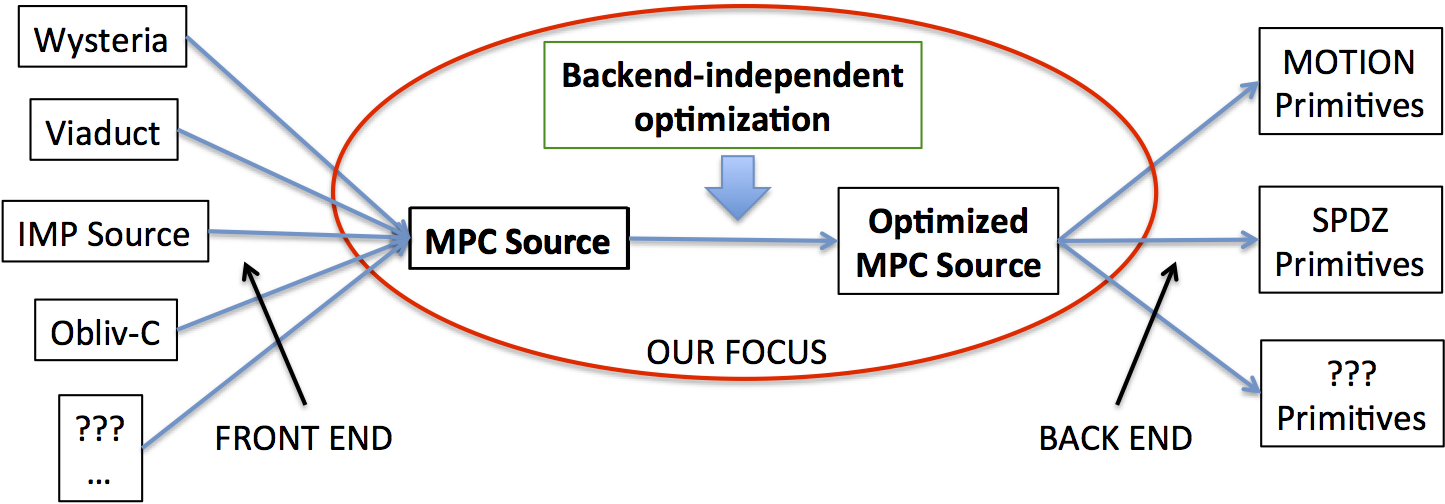 Wysteria
Viaduct
IMP Source
Obliv-C
???
...
FRONT END
Backend-independent
optimization
MPC Source
Optimized
MPC Source
OUR FOCUS
BACK END
MOTION
Primitives
SPDZ
Primitives
???
Primitives